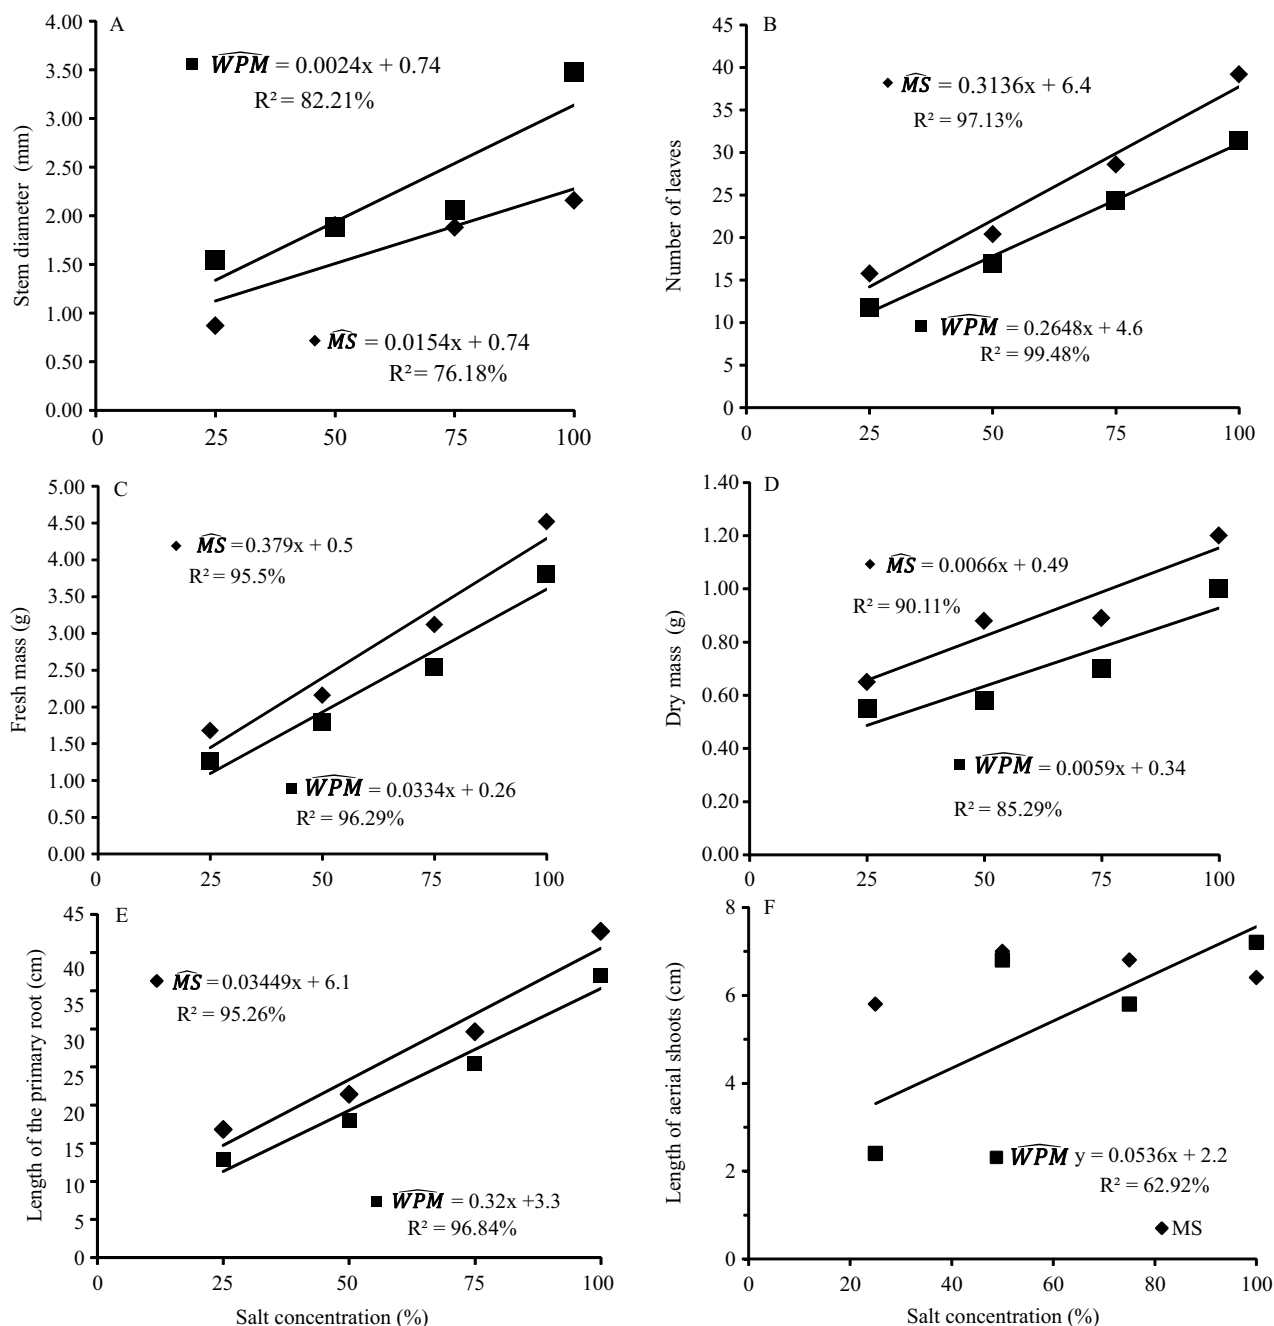 A
4.00
3.50
3.00
2.50
2.00
1.50
1.00
0.50
0.00
Stem diameter (mm)
WPM = 0.0024x + 0.74
R² = 82.21%
MS = 0.0154x + 0.74
R² = 76.18%
0 25 50 75 100
B
45
40
35
30
25
20
15
10
5
0
Number of leaves
MS = 0.3136x + 6.4
R² = 97.13%
WPM = 0.2648x + 4.6
R² = 99.48%
0 25 50 75 100
C
5.00
4.50
4.00
3.50
3.00
2.50
2.00
1.50
1.00
0.50
0.00
Fresh mass (g)
MS =0.379x + 0.5
R² = 95.5%
WPM = 0.0334x + 0.26
R² = 96.29%
0 25 50 75 100
D
1.40
1.20
1.00
0.80
0.60
0.40
0.20
0.00
Dry mass (g)
MS = 0.0066x + 0.49
R² = 90.11%
WPM = 0.0059x + 0.34
R² = 85.29%
0 25 50 75 100
E
45
40
35
30
25
20
15
10
5
0
Length of the primary root (cm)
MS = 0.03449x + 6.1
R² = 95.26%
WPM = 0.32x +3.3
R² = 96.84%
0 25 50 75 100
Salt concentration (%)
F
8
6
4
2
0
Length of aerial shoots (cm)
WPM y = 0.0536x + 2.2
R² = 62.92%
MS
0 20 40 60 80 100
Salt concentration (%)